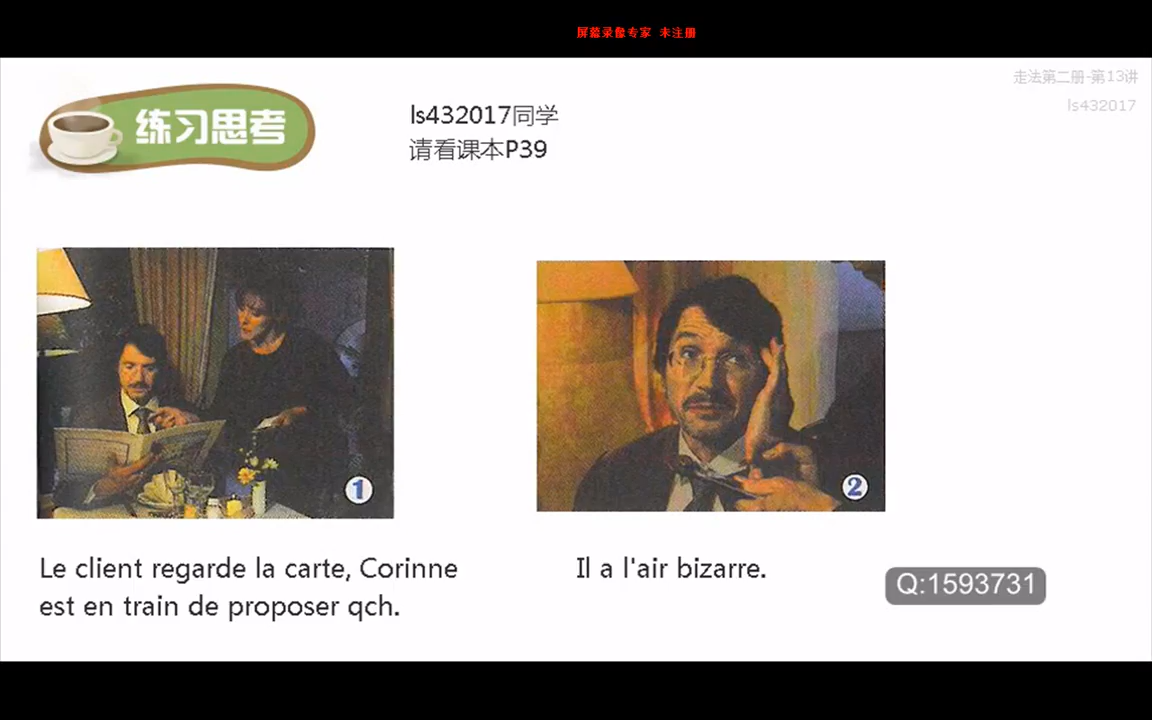 屏幕录像专家 未注册
走法第二册-第13讲
ls432017
练习思考
ls432017同学
请看课本P39
1
2
Le client regarde la carte, Corinne
est en train de proposer qch.
Il a l'air bizarre.
Q:1593731